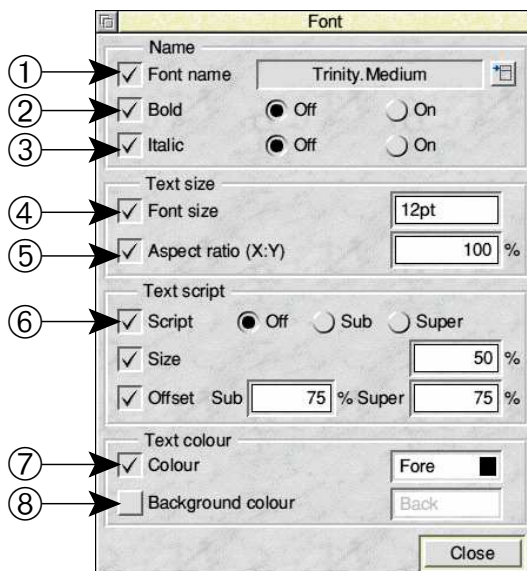 Font
Name
① Font name Trinity.Medium
② Bold Off On
③ Italic Off On
Text size
④ Font size 12pt
⑤ Aspect ratio (X:Y) 100 %
Text script
⑥ Script Off Sub Super
Size 50 %
Offset Sub 75 % Super 75 %
Text colour
⑦ Colour Fore
⑧ Background colour Back
Close